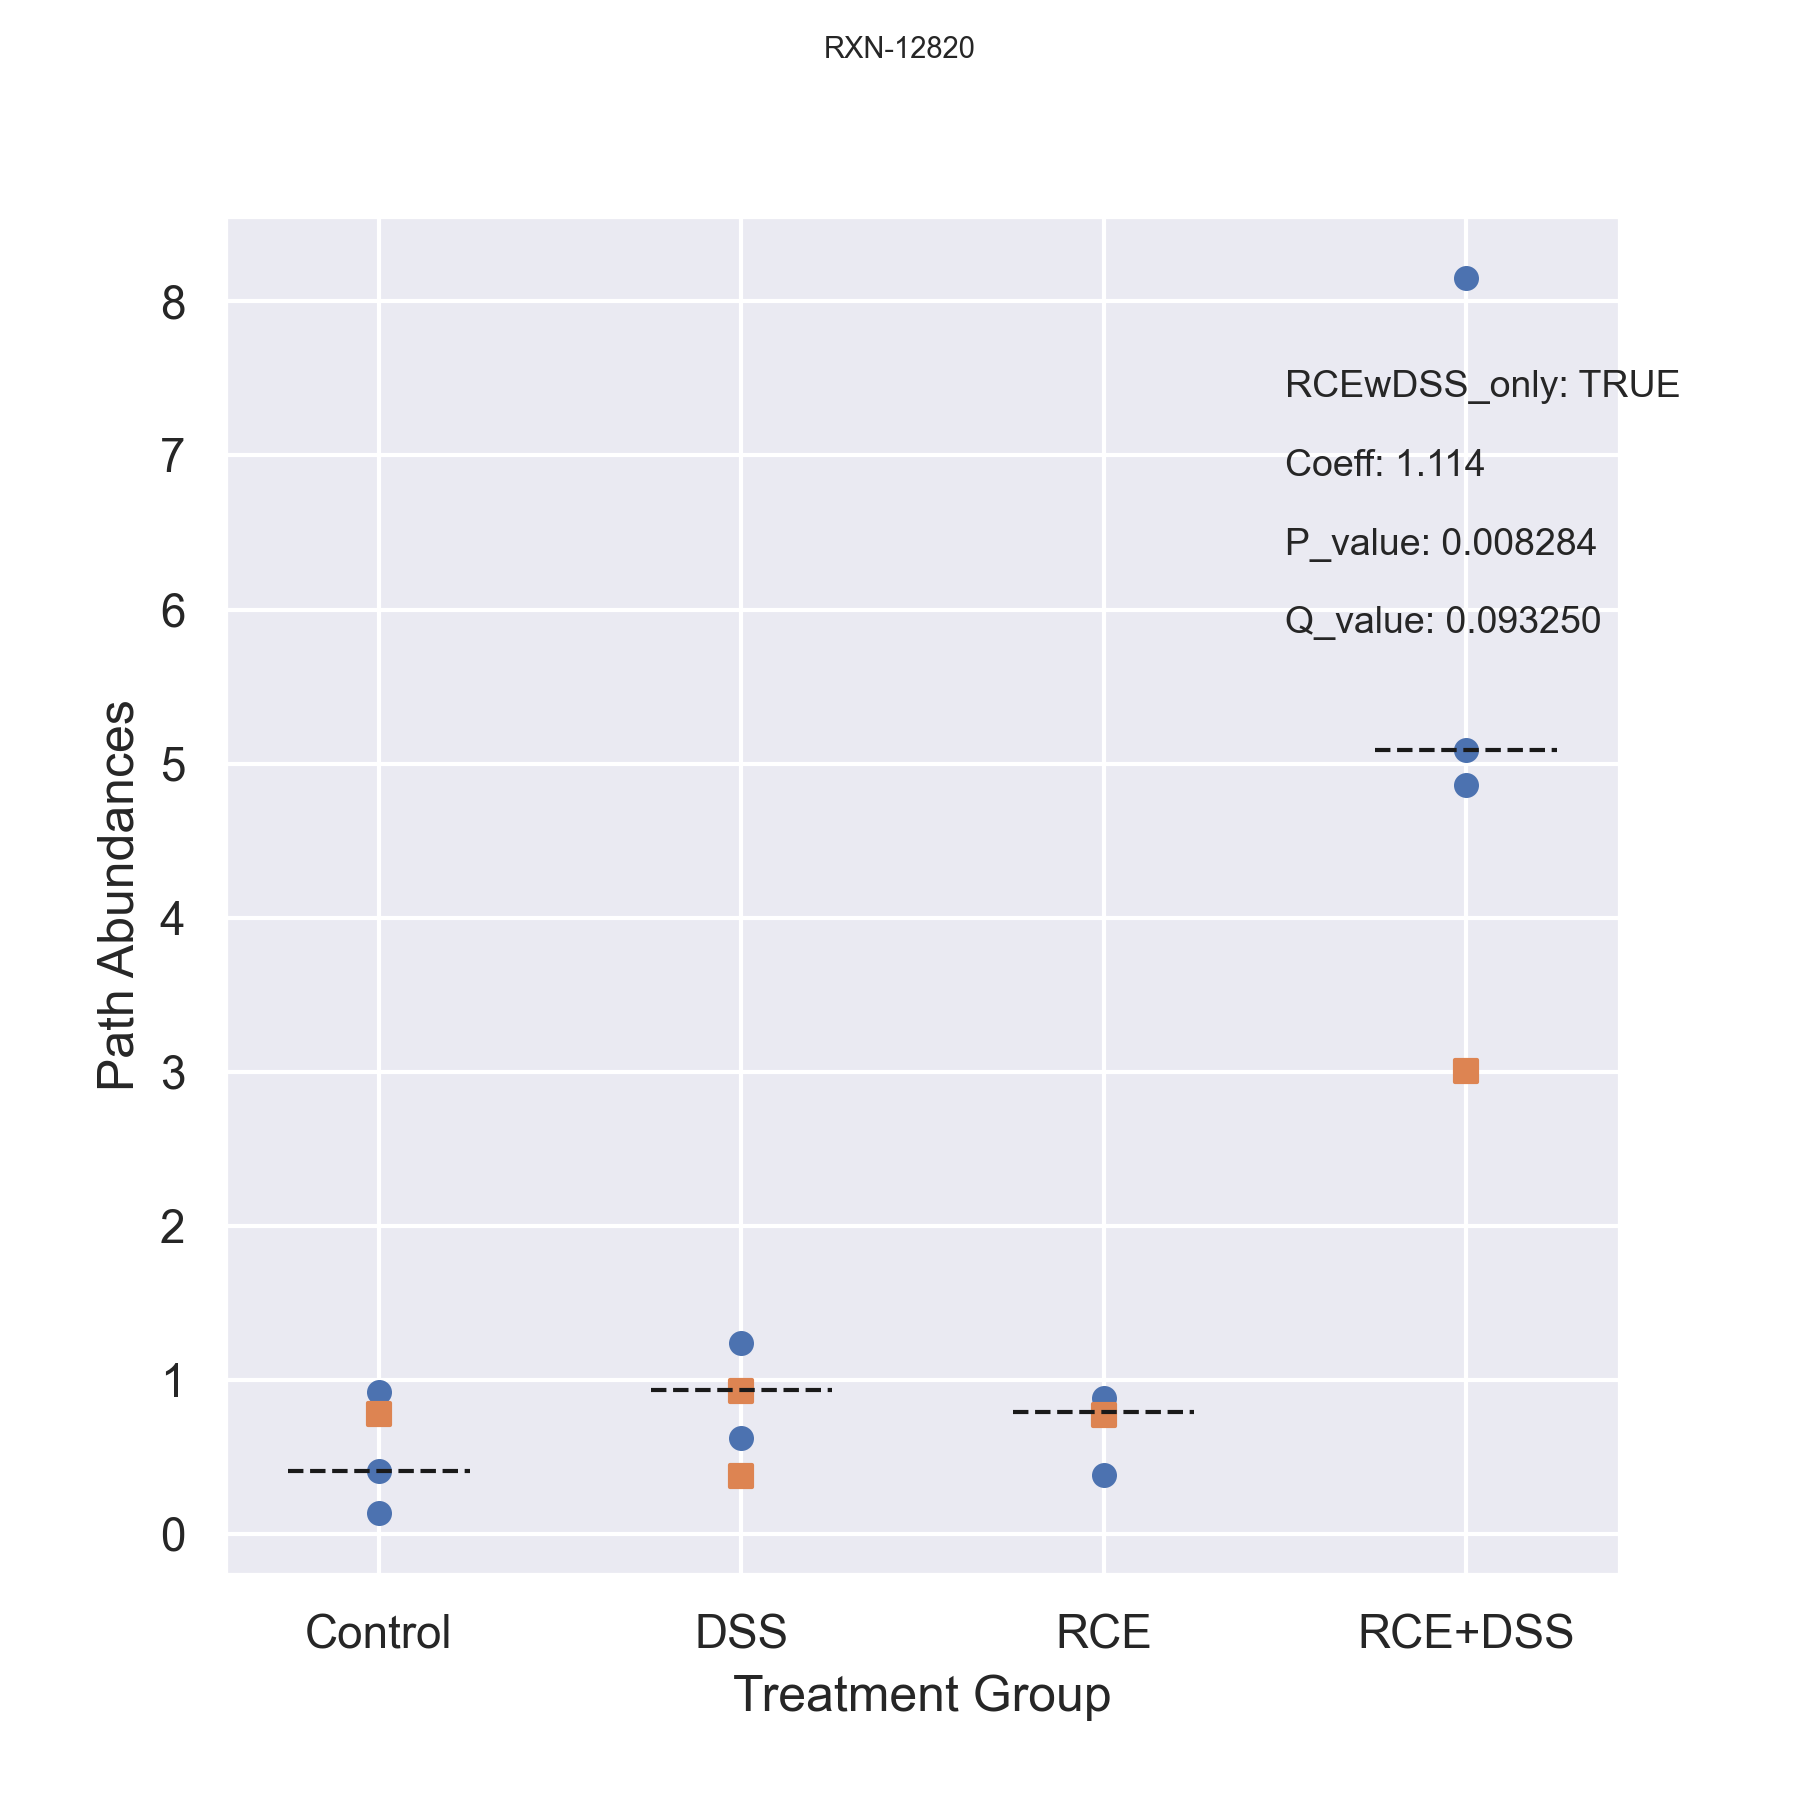 RXN-12820
8
7
6
5
4
3
2
1
0
Path Abundances
RCEwDSS_only: TRUE
Coeff: 1.114
P_value: 0.008284
Q_value: 0.093250
Control
DSS
RCE
RCE+DSS
Treatment Group